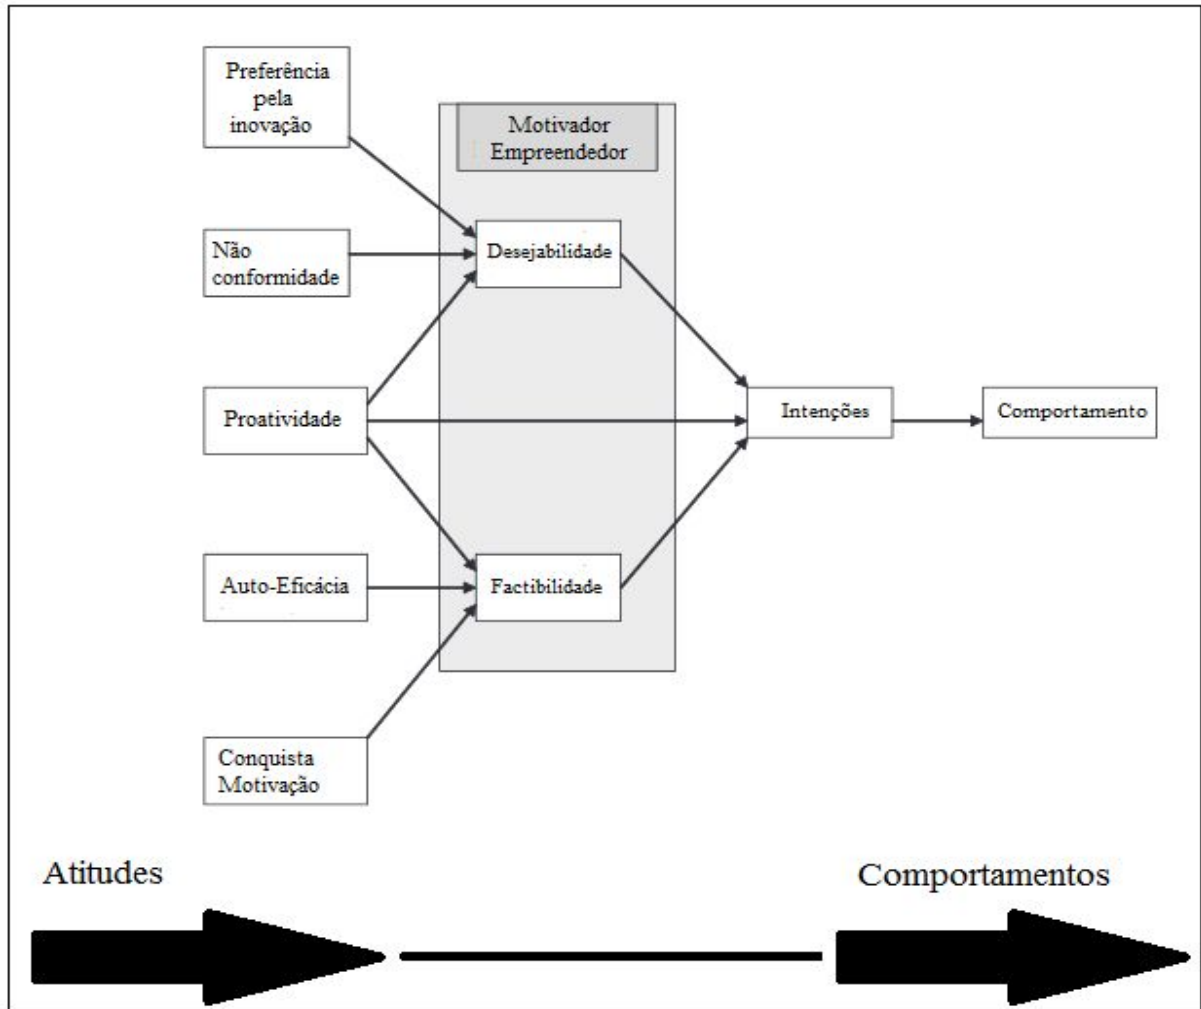 Preferência
pela
inovação
Motivador
Empreendedor
Não
conformidade
Desejabilidade
Proatividade
Intenções
Comportamento
Auto-Eficácia
Factibilidade
Conquista
Motivação
Atitudes
Comportamentos